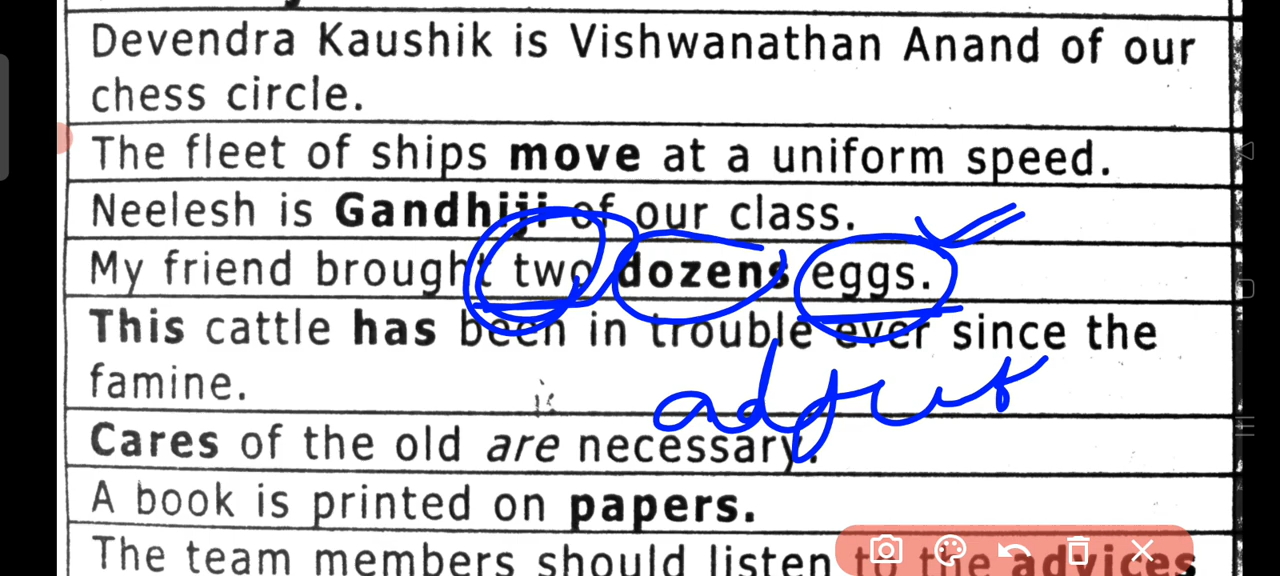 Devendra Kaushik is Vishwanathan Anand of our
chess circle.
The fleet of ships move at a uniform speed.
Neelesh is Gandhiji of our class.
My friend brought two dozens eggs.
This cattle has been in trouble ever since the
famine.
Cares of the old are necessary.
A book is printed on papers.
The team members should listen to the advices